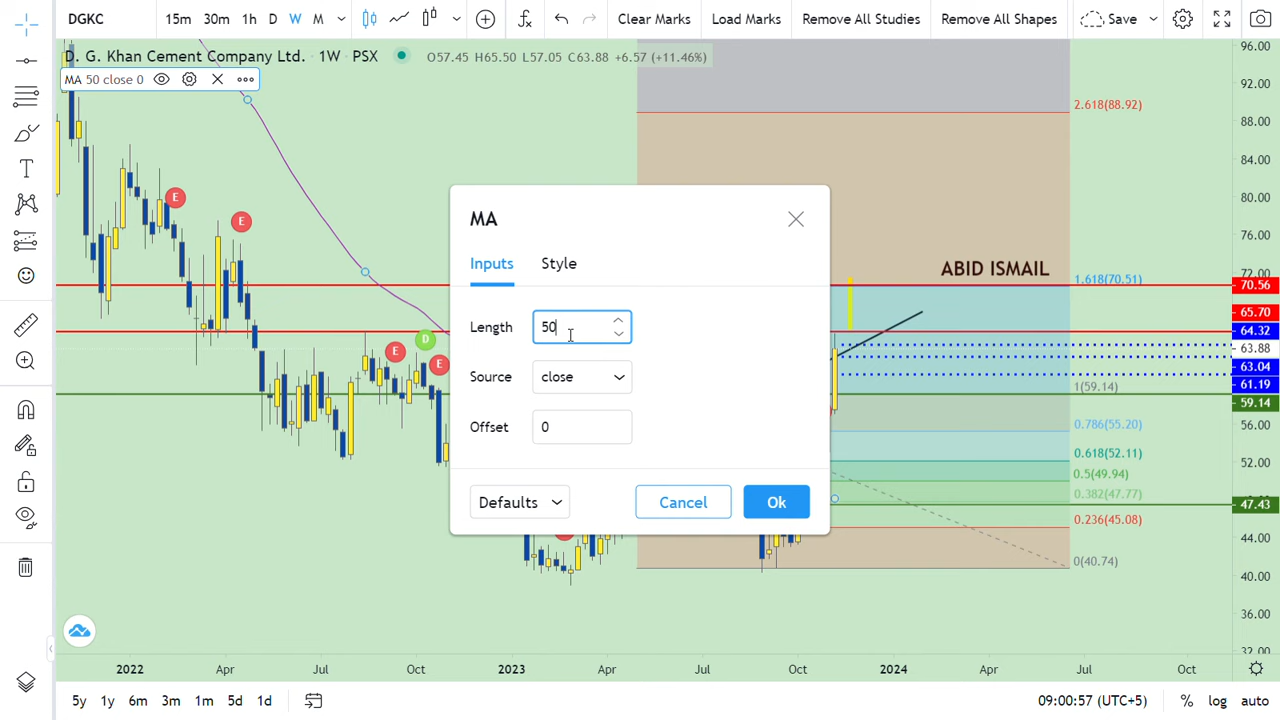 DGKC 15m 30m 1h D W M Clear Marks Load Marks Remove All Studies Remove All Shapes Save
D. G. Khan Cement Company Ltd. 1W PSX O57.45 H65.50 L57.05 C63.88 +6.57 (+11.46%)
MA 50 close 0
96.00
92.00
2.618(88.92)
88.00
84.00
E
80.00
E
MA
76.00
Inputs Style
ABID ISMAIL
72.00
1.618(70.51)
70.56
65.70
Length 50
64.32
D
63.88
E
E
63.04
Source close
61.19
1(59.14)
59.14
Offset 0
0.786(55.20)
56.00
0.618(52.11)
52.00
0.5(49.94)
0.382(47.77)
Defaults Cancel Ok
47.43
0.236(45.08)
44.00
0(40.74)
40.00
36.00
32.00
2022 Apr Jul Oct 2023 Apr Jul Oct 2024 Apr Jul Oct
5y 1y 6m 3m 1m 5d 1d 09:00:57 (UTC+5) % log auto